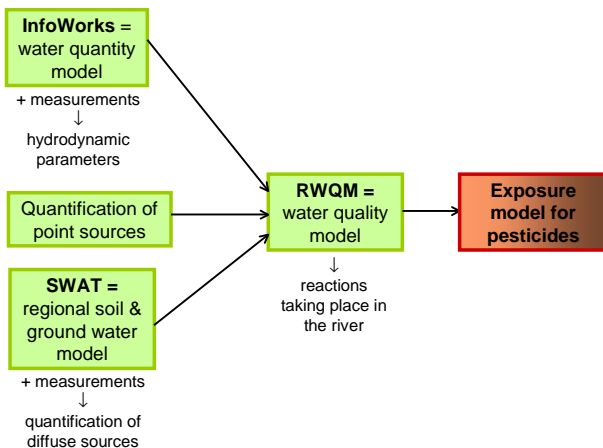 InfoWorks =
water quantity
model
+ measurements
↓
hydrodynamic
parameters
Quantification of
point sources
SWAT =
regional soil &
ground water
model
+ measurements
↓
quantification of
diffuse sources
RWQM =
water quality
model
↓
reactions
taking place in
the river
Exposure
model for
pesticides